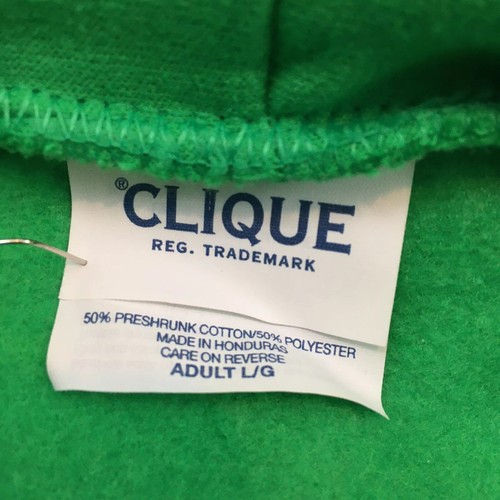 ® CLIQUE
REG. TRADEMARK
50% PRESHRUNK COTTON/50% POLYESTER
MADE IN HONDURAS
CARE ON REVERSE
ADULT L/G